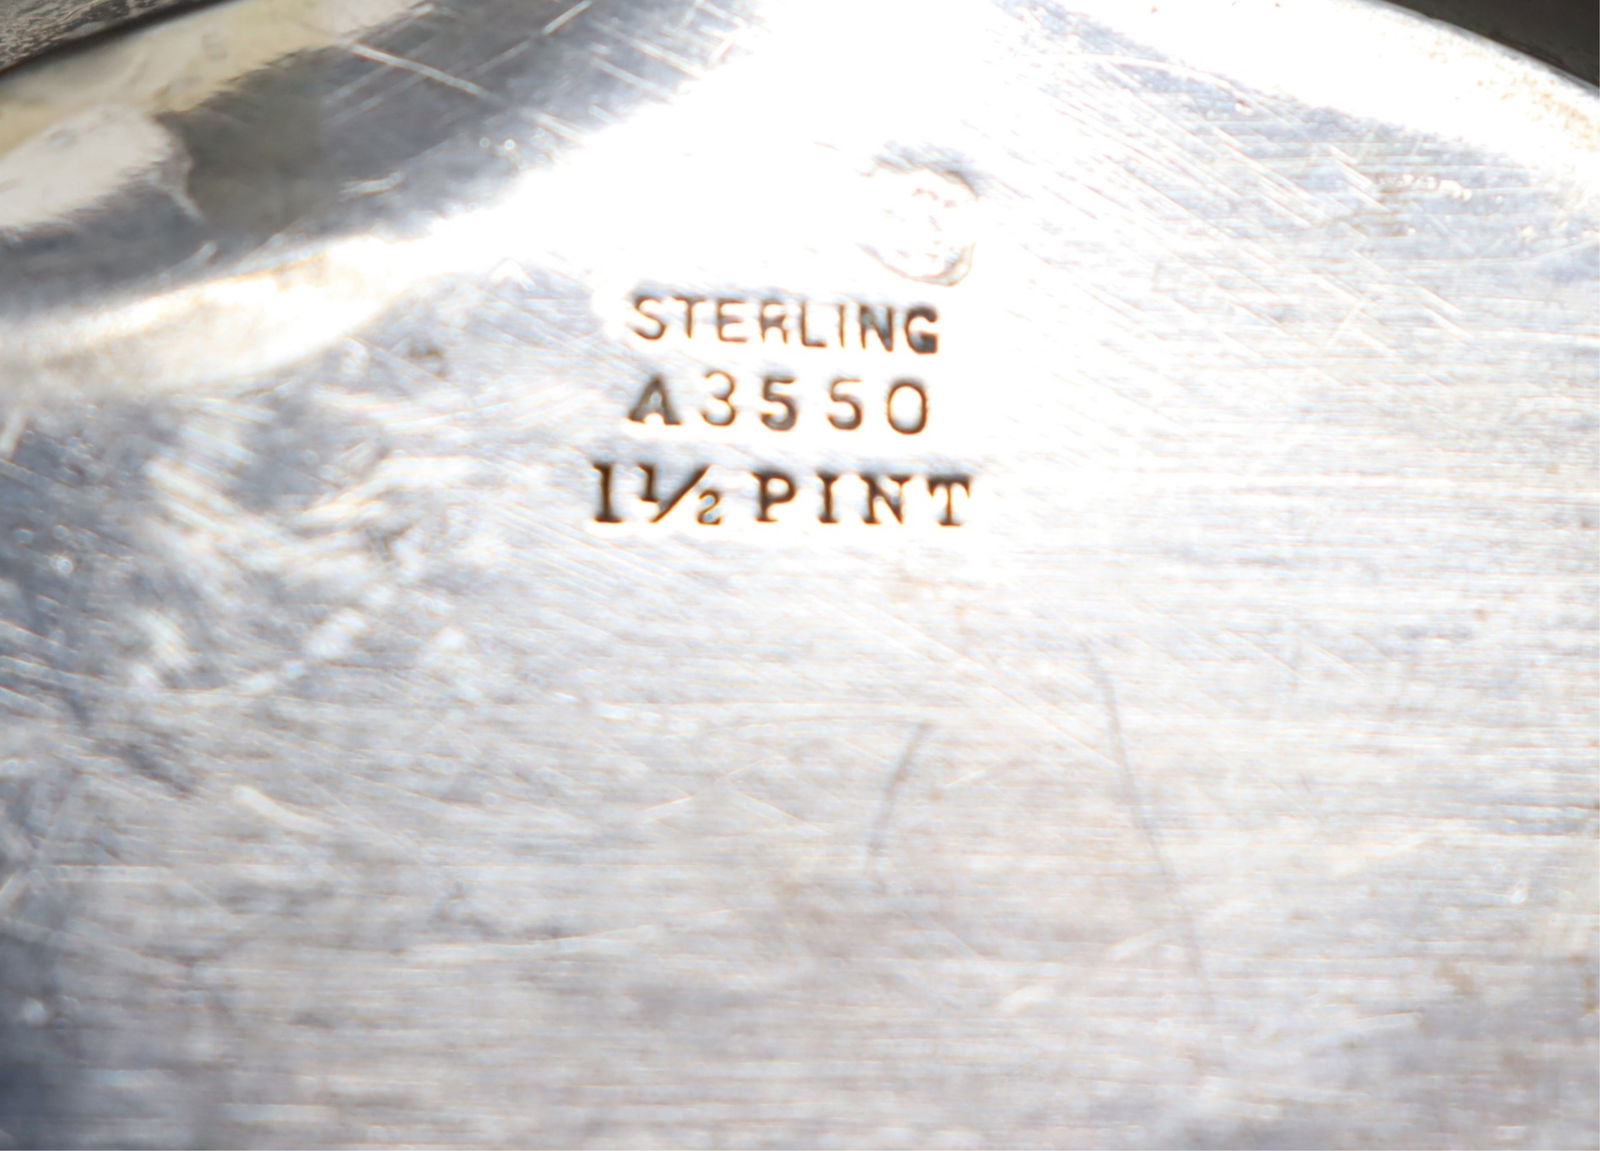 STERLING
A3550
1½ PINT